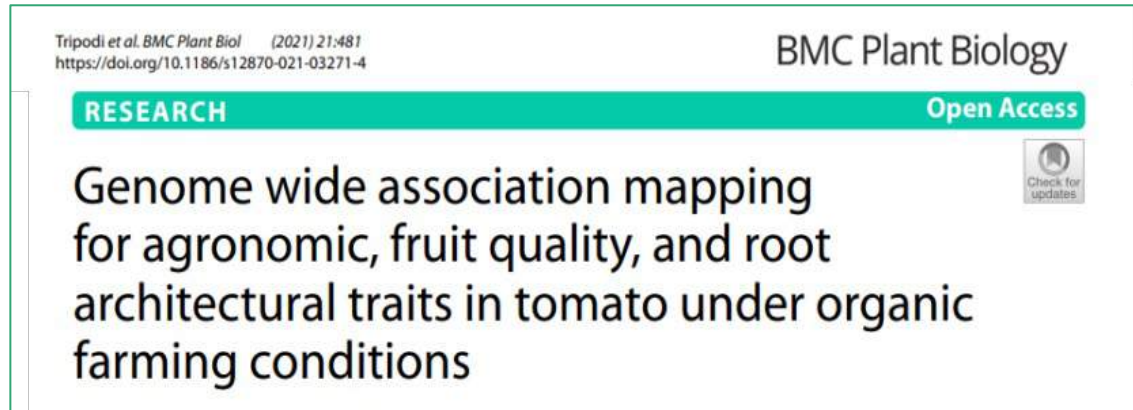 Tripodi et al. BMC Plant Biol (2021) 21:481
https://doi.org/10.1186/s12870-021-03271-4
BMC Plant Biology
RESEARCH
Open Access
Check for
updates
Genome wide association mapping
for agronomic, fruit quality, and root
architectural traits in tomato under organic
farming conditions